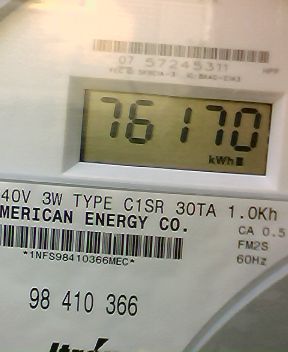 07 57245311
76170
kWh
40V 3W TYPE C1SR 30TA 1.0Kh
MERICAN ENERGY CO.
CA 0.5
FM2S
*1NFS98410366MEC*
60Hz
98 410 366
Itrón